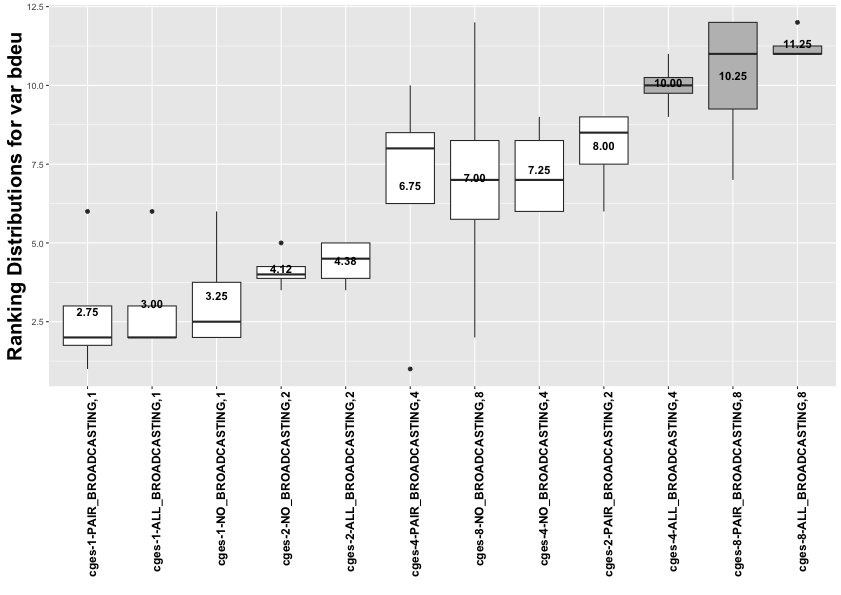 Ranking Distributions for var bdeu
12.5
10.0
7.5
5.0
2.5
2.75
3.00
3.25
4.12
4.38
6.75
7.00
7.25
8.00
10.00
10.25
11.25
cges-1-PAIR_BROADCASTING,1
cges-1-ALL_BROADCASTING,1
cges-1-NO_BROADCASTING,1
cges-2-NO_BROADCASTING,2
cges-2-ALL_BROADCASTING,2
cges-4-PAIR_BROADCASTING,4
cges-8-NO_BROADCASTING,8
cges-4-NO_BROADCASTING,4
cges-2-PAIR_BROADCASTING,2
cges-4-ALL_BROADCASTING,4
cges-8-PAIR_BROADCASTING,8
cges-8-ALL_BROADCASTING,8